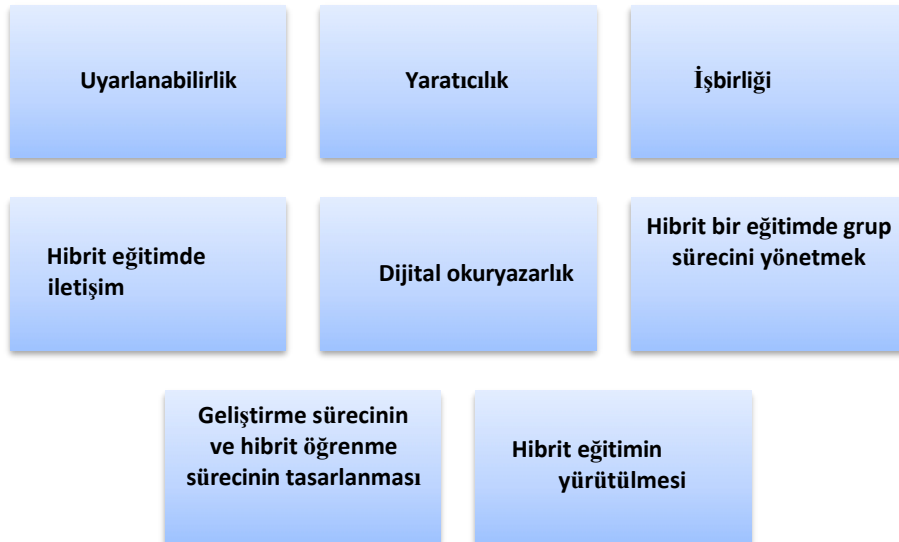 Uyarlanabilirlik
Yaratıcılık
İşbirliği
Hibrit eğitimde
iletişim
Dijital okuryazarlık
Hibrit bir eğitimde grup
sürecini yönetmek
Geliştirme sürecinin
ve hibrit öğrenme
sürecinin tasarlanması
Hibrit eğitimin
yürütülmesi